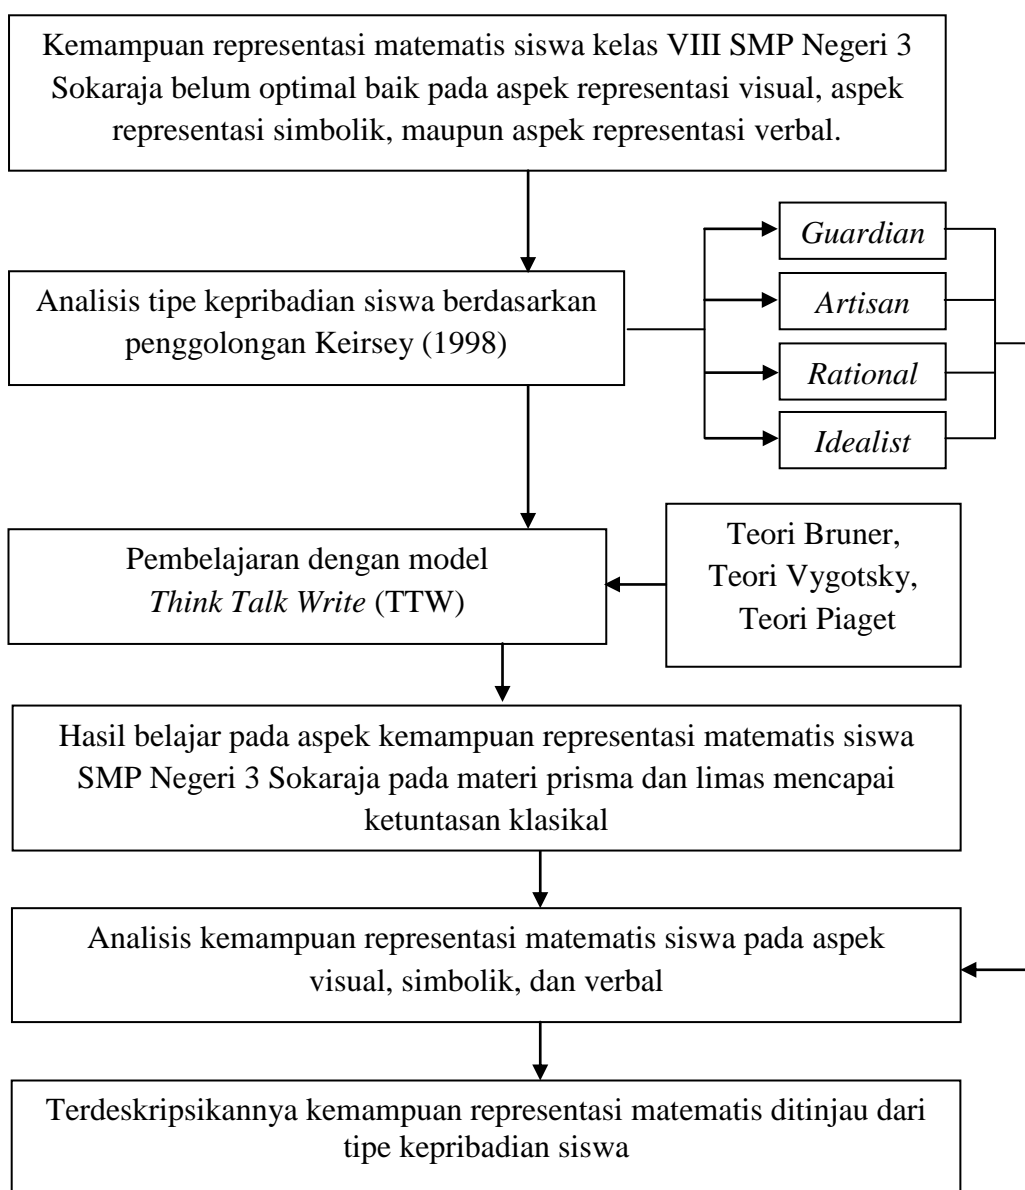 Kemampuan representasi matematis siswa kelas VIII SMP Negeri 3
Sokaraja belum optimal baik pada aspek representasi visual, aspek
representasi simbolik, maupun aspek representasi verbal.
Guardian
Artisan
Rational
Idealist
Analisis tipe kepribadian siswa berdasarkan
penggolongan Keirsey (1998)
Pembelajaran dengan model
Think Talk Write (TTW)
Teori Bruner,
Teori Vygotsky,
Teori Piaget
Hasil belajar pada aspek kemampuan representasi matematis siswa
SMP Negeri 3 Sokaraja pada materi prisma dan limas mencapai
ketuntasan klasikal
Analisis kemampuan representasi matematis siswa pada aspek
visual, simbolik, dan verbal
Terdeskripsikannya kemampuan representasi matematis ditinjau dari
tipe kepribadian siswa